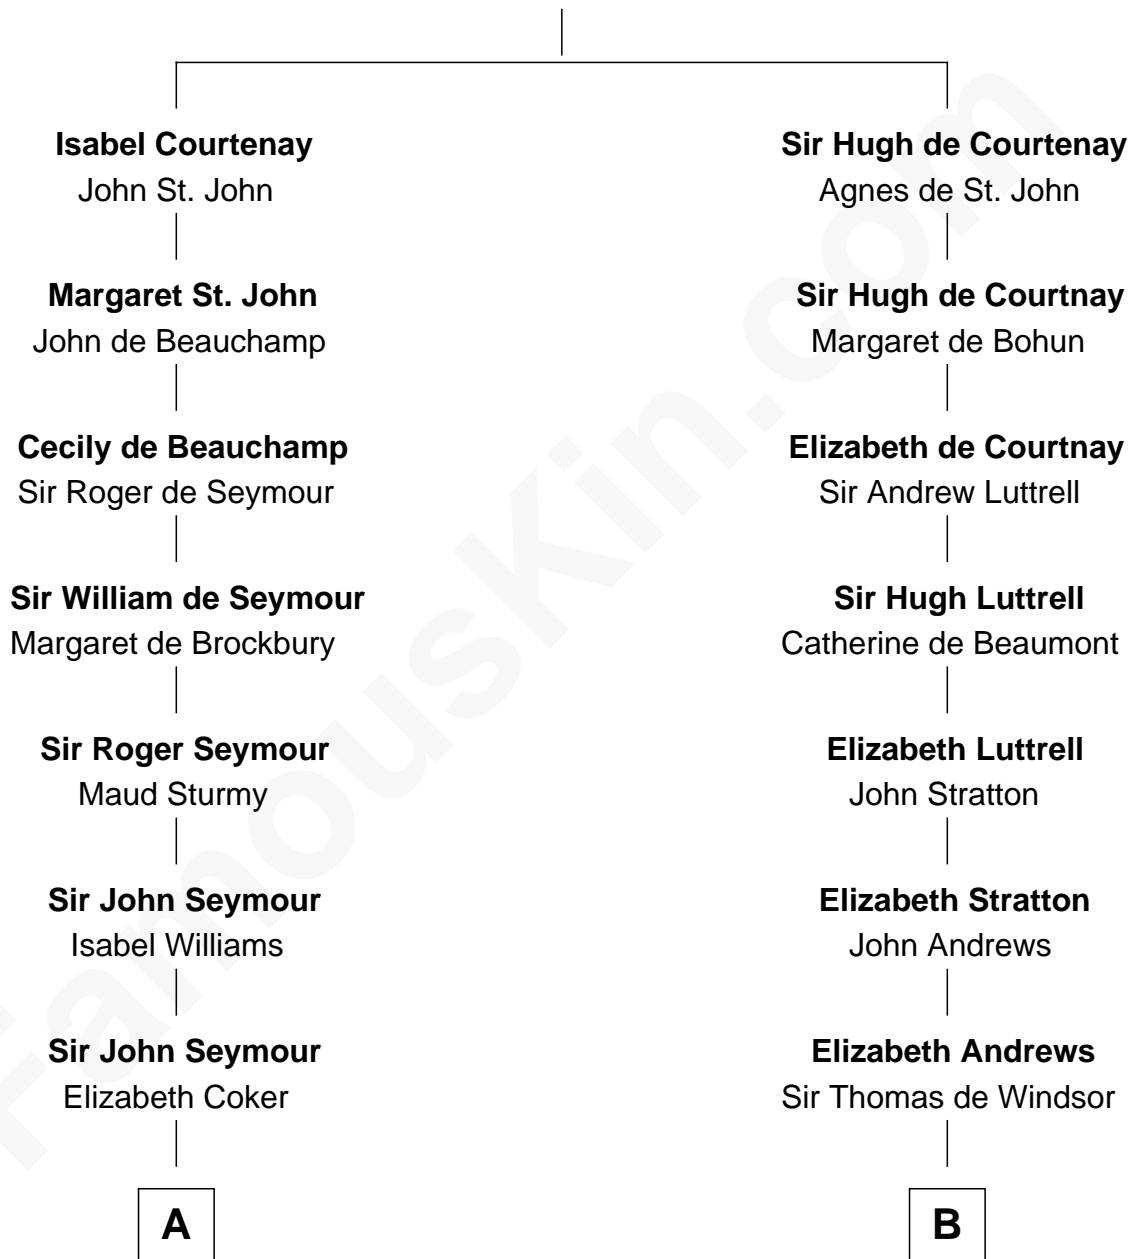 Isabel Courtenay
John St. John
Margaret St. John
John de Beauchamp
Cecily de Beauchamp
Sir Roger de Seymour
Sir William de Seymour
Margaret de Brockbury
Sir Roger Seymour
Maud Sturmy
Sir John Seymour
Isabel Williams
Sir John Seymour
Elizabeth Coker
A
Sir Hugh de Courtenay
Agnes de St. John
Sir Hugh de Courtnay
Margaret de Bohun
Elizabeth de Courtnay
Sir Andrew Luttrell
Sir Hugh Luttrell
Catherine de Beaumont
Elizabeth Luttrell
John Stratton
Elizabeth Stratton
John Andrews
Elizabeth Andrews
Sir Thomas de Windsor
B
FamousKin.com